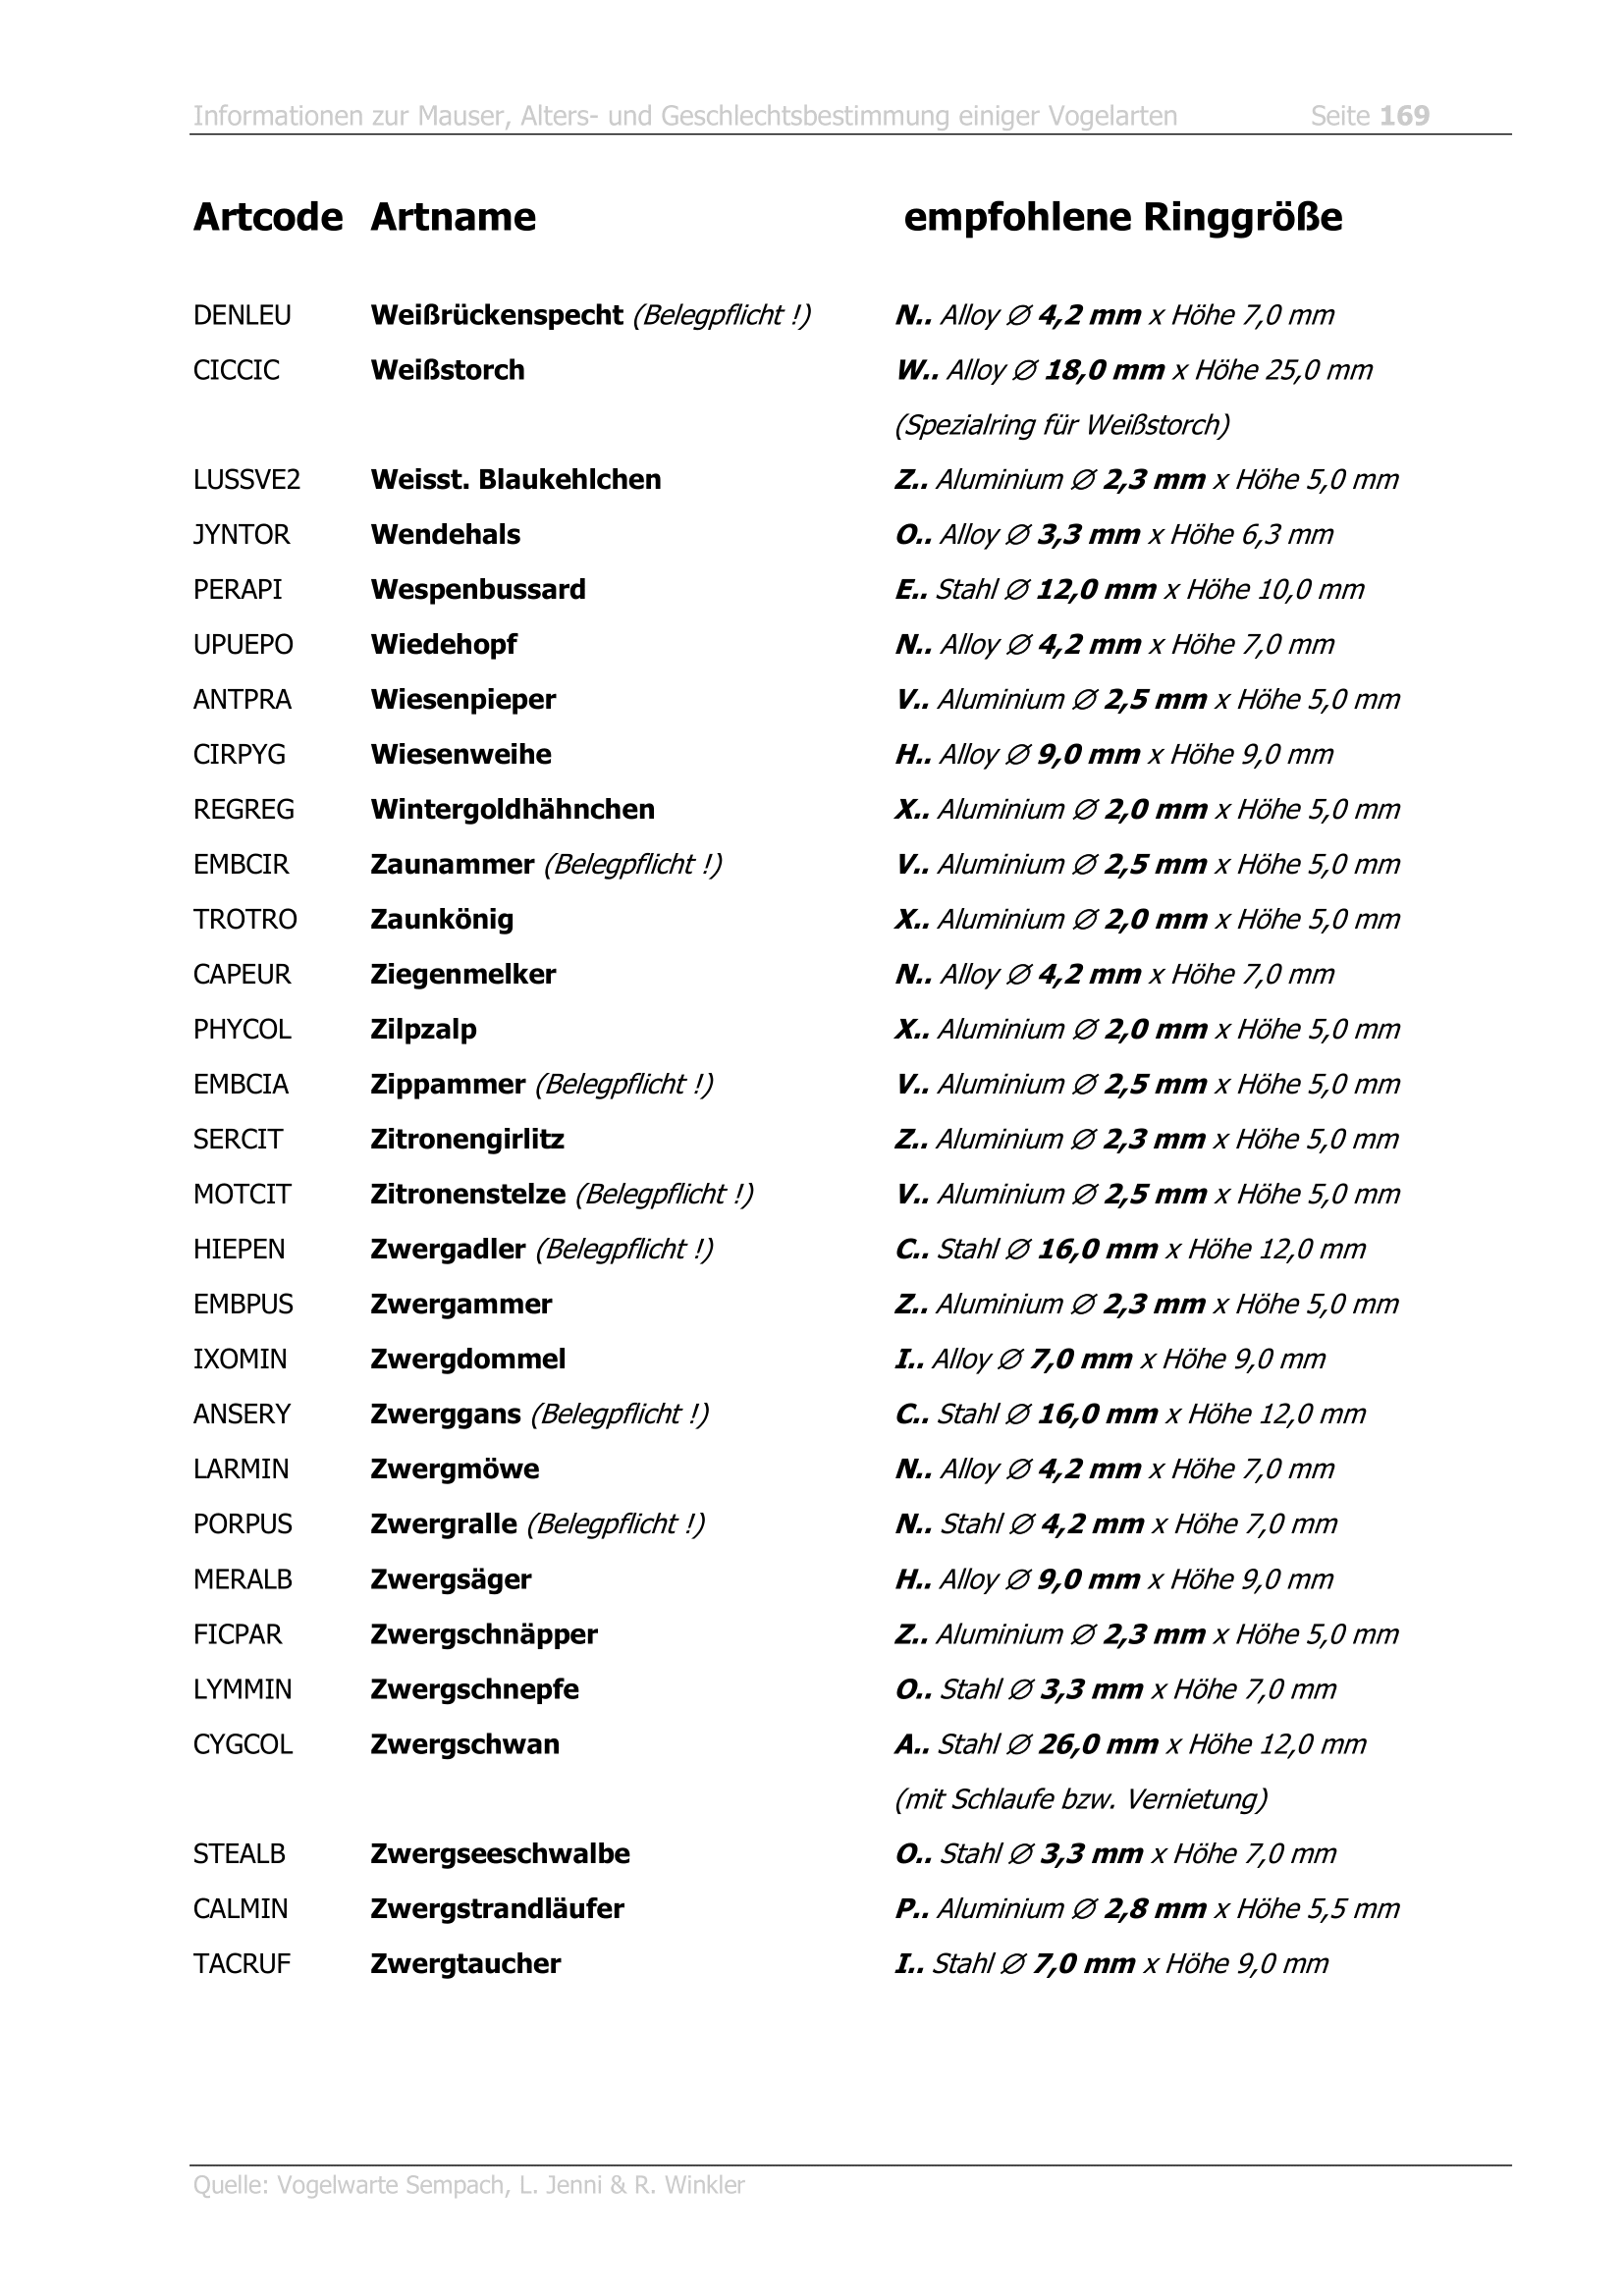 Informationen zur Mauser, Alters- und Geschlechtsbestimmung einiger Vogelarten Seite 169
Artcode Artname empfohlene Ringgröße
DENLEU Weißrückenspecht (Belegpflicht !) N.. Alloy ∅ 4,2 mm x Höhe 7,0 mm
CICCIC Weißstorch W.. Alloy ∅ 18,0 mm x Höhe 25,0 mm
(Spezialring für Weißstorch)
LUSSVE2 Weisst. Blaukehlchen Z.. Aluminium ∅ 2,3 mm x Höhe 5,0 mm
JYNTOR Wendehals O.. Alloy ∅ 3,3 mm x Höhe 6,3 mm
PERAPI Wespenbussard E.. Stahl ∅ 12,0 mm x Höhe 10,0 mm
UPUEPO Wiedehopf N.. Alloy ∅ 4,2 mm x Höhe 7,0 mm
ANTPRA Wiesenpieper V.. Aluminium ∅ 2,5 mm x Höhe 5,0 mm
CIRPYG Wiesenweihe H.. Alloy ∅ 9,0 mm x Höhe 9,0 mm
REGREG Wintergoldhähnchen X.. Aluminium ∅ 2,0 mm x Höhe 5,0 mm
EMBCIR Zaunammer (Belegpflicht !) V.. Aluminium ∅ 2,5 mm x Höhe 5,0 mm
TROTRO Zaunkönig X.. Aluminium ∅ 2,0 mm x Höhe 5,0 mm
CAPEUR Ziegenmelker N.. Alloy ∅ 4,2 mm x Höhe 7,0 mm
PHYCOL Zilpzalp X.. Aluminium ∅ 2,0 mm x Höhe 5,0 mm
EMBCIA Zippammer (Belegpflicht !) V.. Aluminium ∅ 2,5 mm x Höhe 5,0 mm
SERCIT Zitronengirlitz Z.. Aluminium ∅ 2,3 mm x Höhe 5,0 mm
MOTCIT Zitronenstelze (Belegpflicht !) V.. Aluminium ∅ 2,5 mm x Höhe 5,0 mm
HIEPEN Zwergadler (Belegpflicht !) C.. Stahl ∅ 16,0 mm x Höhe 12,0 mm
EMBPUS Zwergammer Z.. Aluminium ∅ 2,3 mm x Höhe 5,0 mm
IXOMIN Zwergdommel I.. Alloy ∅ 7,0 mm x Höhe 9,0 mm
ANSERY Zwerggans (Belegpflicht !) C.. Stahl ∅ 16,0 mm x Höhe 12,0 mm
LARMIN Zwergmöwe N.. Alloy ∅ 4,2 mm x Höhe 7,0 mm
PORPUS Zwergralle (Belegpflicht !) N.. Stahl ∅ 4,2 mm x Höhe 7,0 mm
MERALB Zwergsäger H.. Alloy ∅ 9,0 mm x Höhe 9,0 mm
FICPAR Zwergschnäpper Z.. Aluminium ∅ 2,3 mm x Höhe 5,0 mm
LYMMIN Zwergschnepfe O.. Stahl ∅ 3,3 mm x Höhe 7,0 mm
CYGCOL Zwergschwan A.. Stahl ∅ 26,0 mm x Höhe 12,0 mm
(mit Schlaufe bzw. Vernietung)
STEALB Zwergseeschwalbe O.. Stahl ∅ 3,3 mm x Höhe 7,0 mm
CALMIN Zwergstrandläufer P.. Aluminium ∅ 2,8 mm x Höhe 5,5 mm
TACRUF Zwergtaucher I.. Stahl ∅ 7,0 mm x Höhe 9,0 mm
Quelle: Vogelwarte Sempach, L. Jenni & R. Winkler